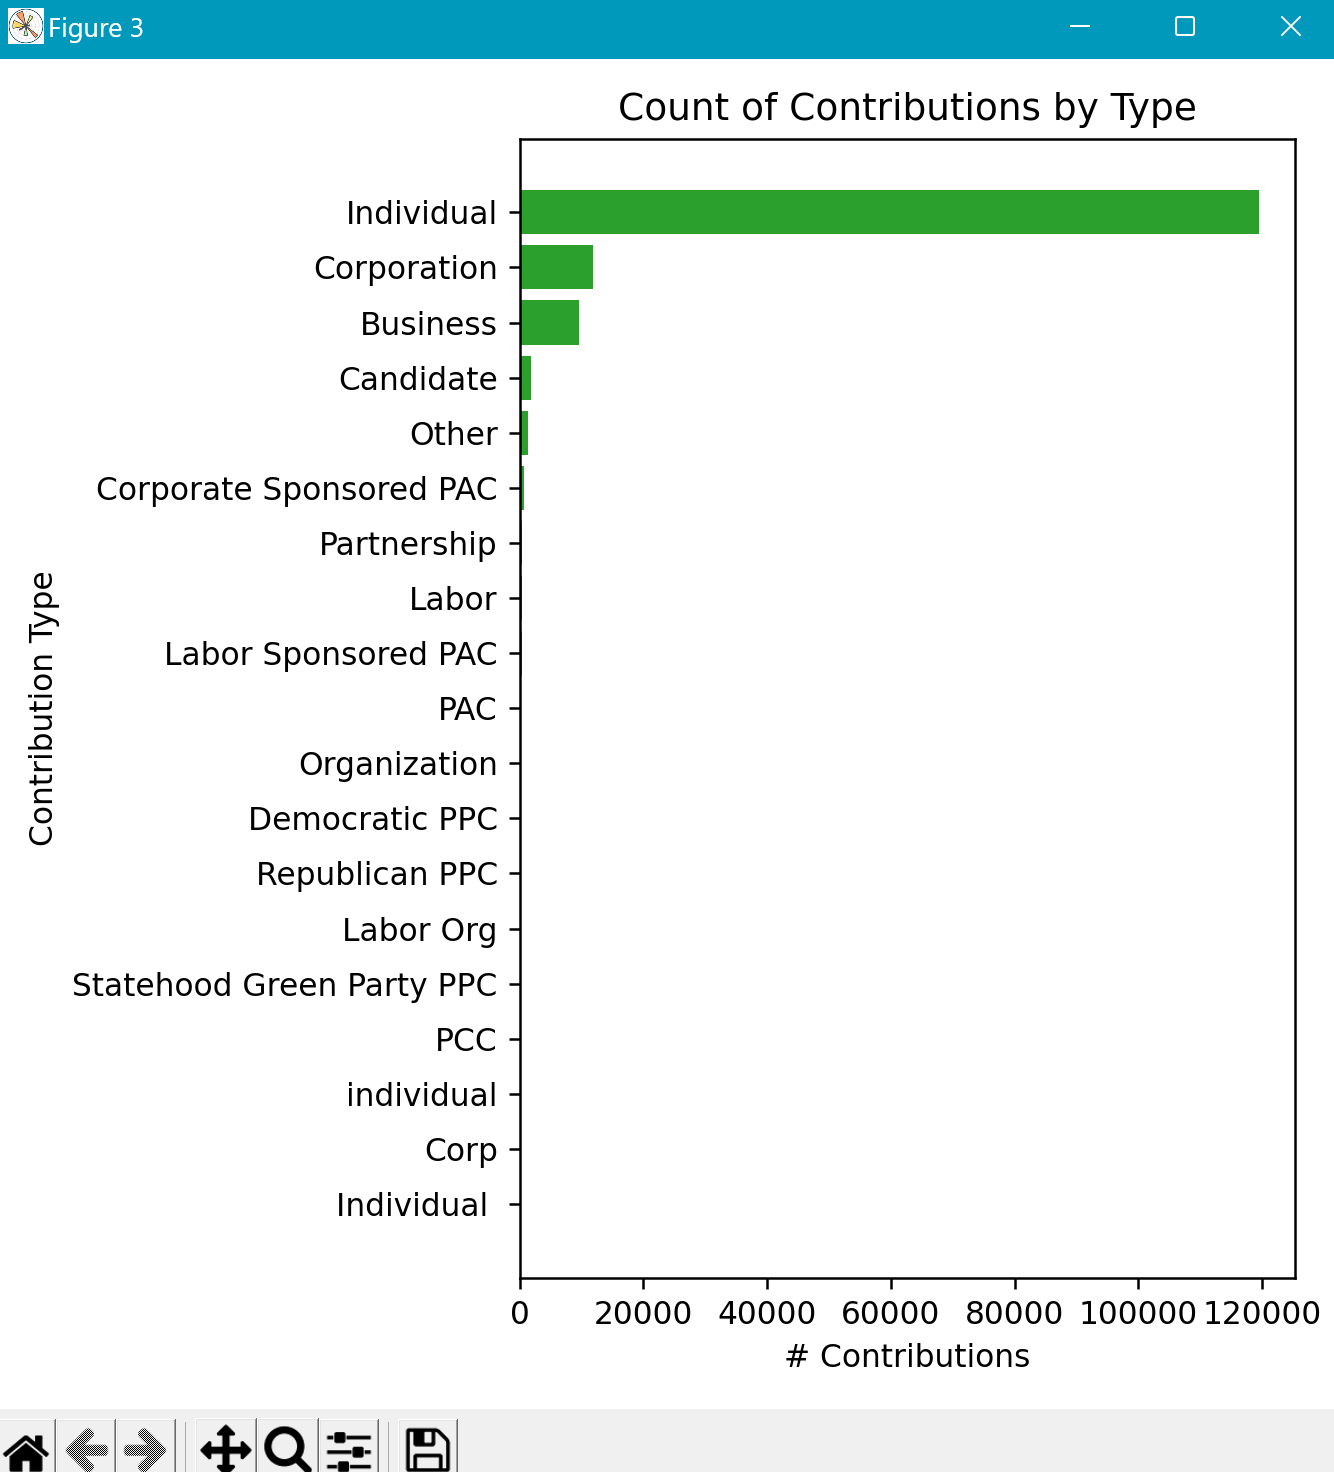 Figure 3
Count of Contributions by Type
Individual
Corporation
Business
Candidate
Other
Corporate Sponsored PAC
Partnership
Labor
Labor Sponsored PAC
PAC
Organization
Democratic PPC
Republican PPC
Labor Org
Statehood Green Party PPC
PCC
individual
Corp
Individual
Contribution Type
0 20000 40000 60000 80000 100000 120000
# Contributions